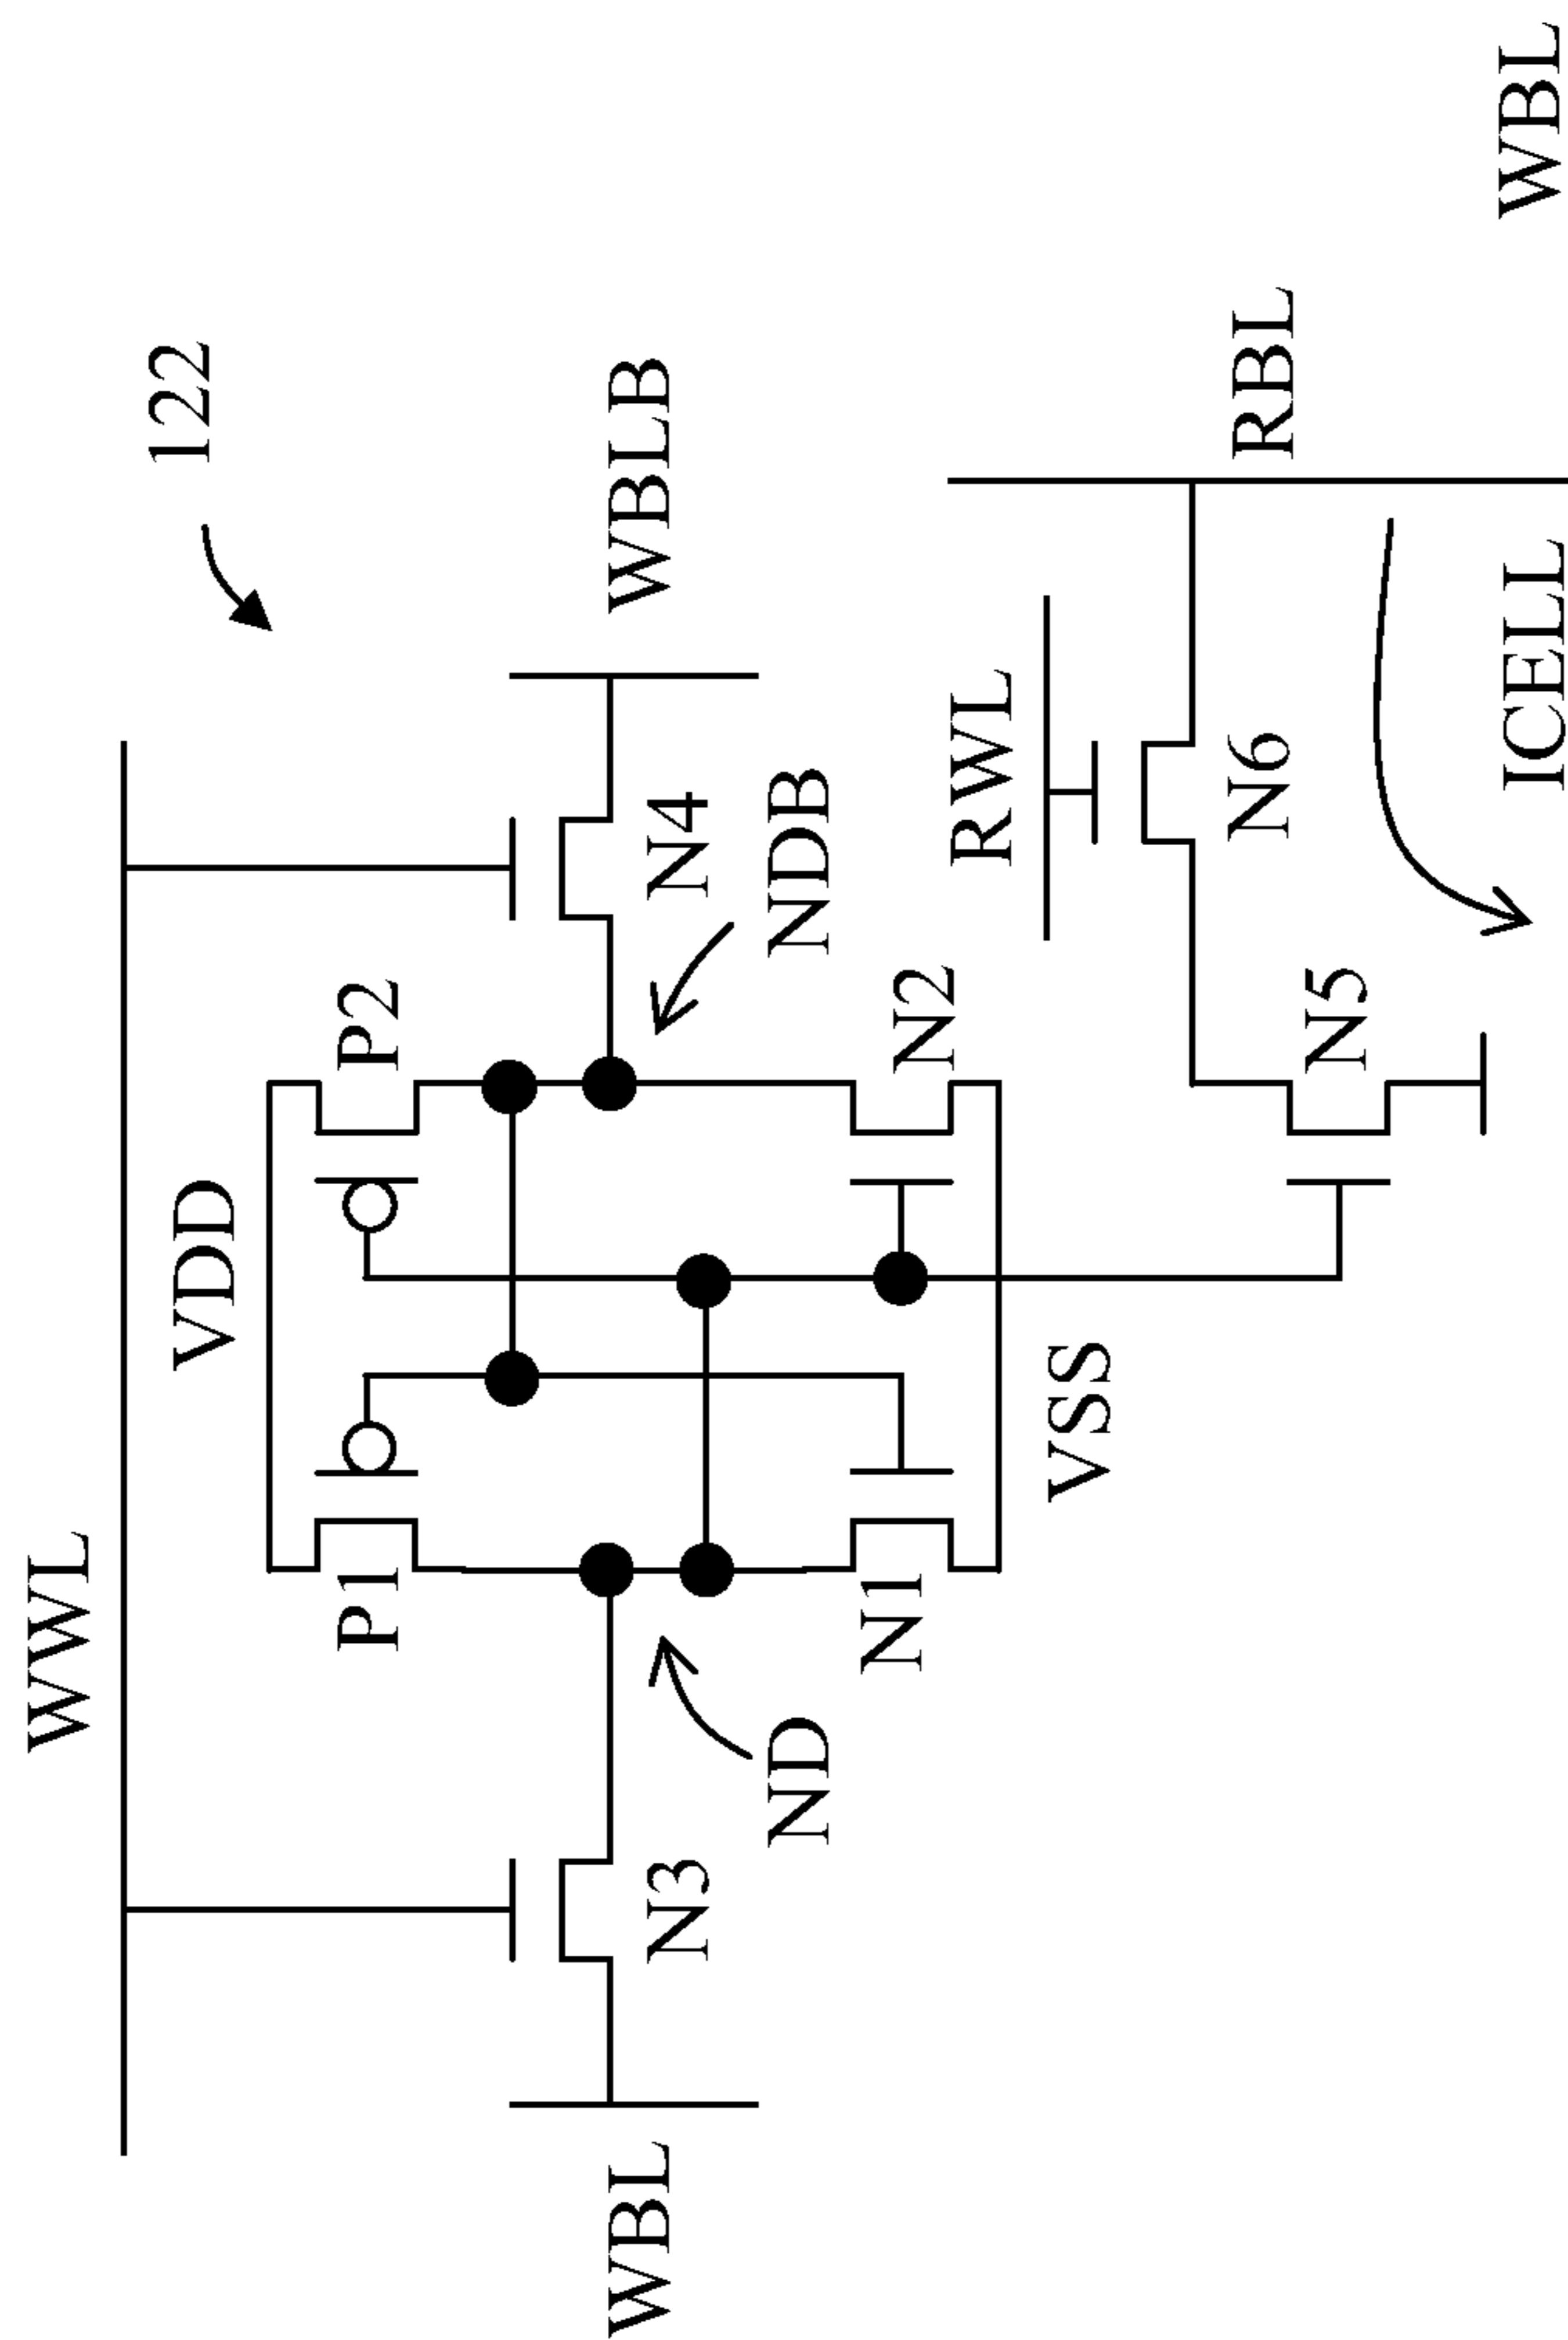 WWL
122
VDD
P1
P2
WBL
N3
N4
WBLB
ND
NDB
N1
N2
VSS
RWL
N6
RBL
N5
ICELL
WBL